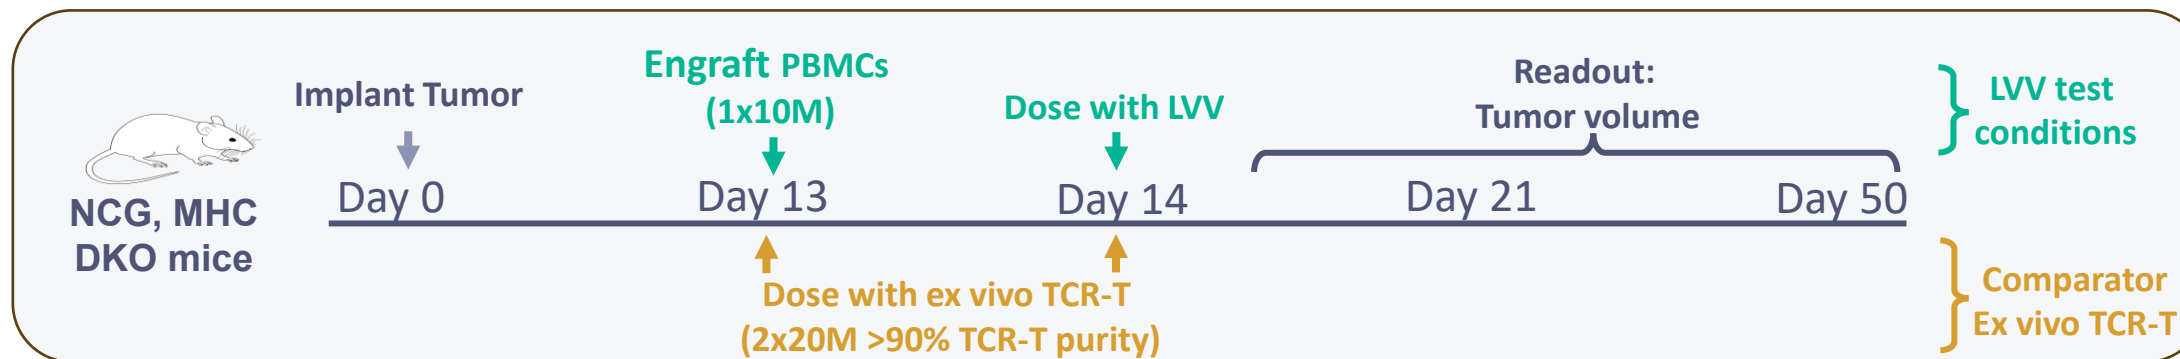 Implant Tumor
Engraft PBMCs
(1x10M)
Dose with LVV
Readout:
Tumor volume
LVV test
conditions
NCG, MHC
DKO mice
Day 0
Day 13
Day 14
Day 21
Day 50
Dose with ex vivo TCR-T
(2x20M >90% TCR-T purity)
Comparator
Ex vivo TCR-T